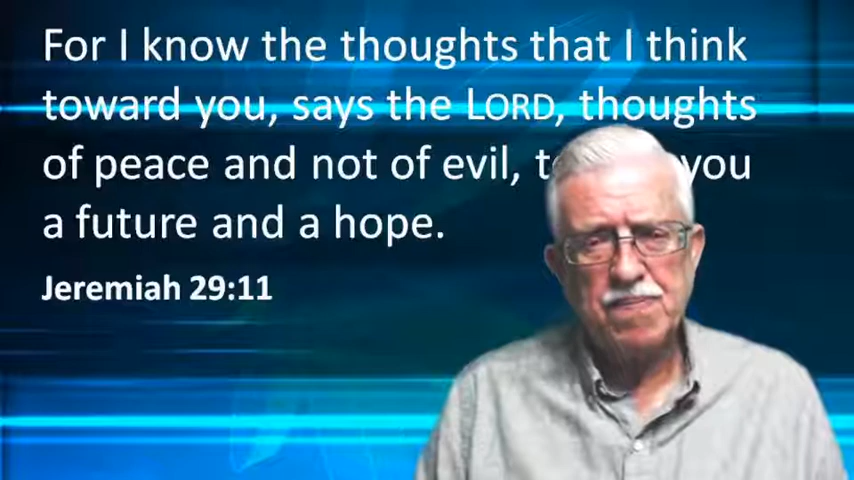 For I know the thoughts that I think
toward you, says the LORD, thoughts
of peace and not of evil, you
a future and a hope.
Jeremiah 29:11